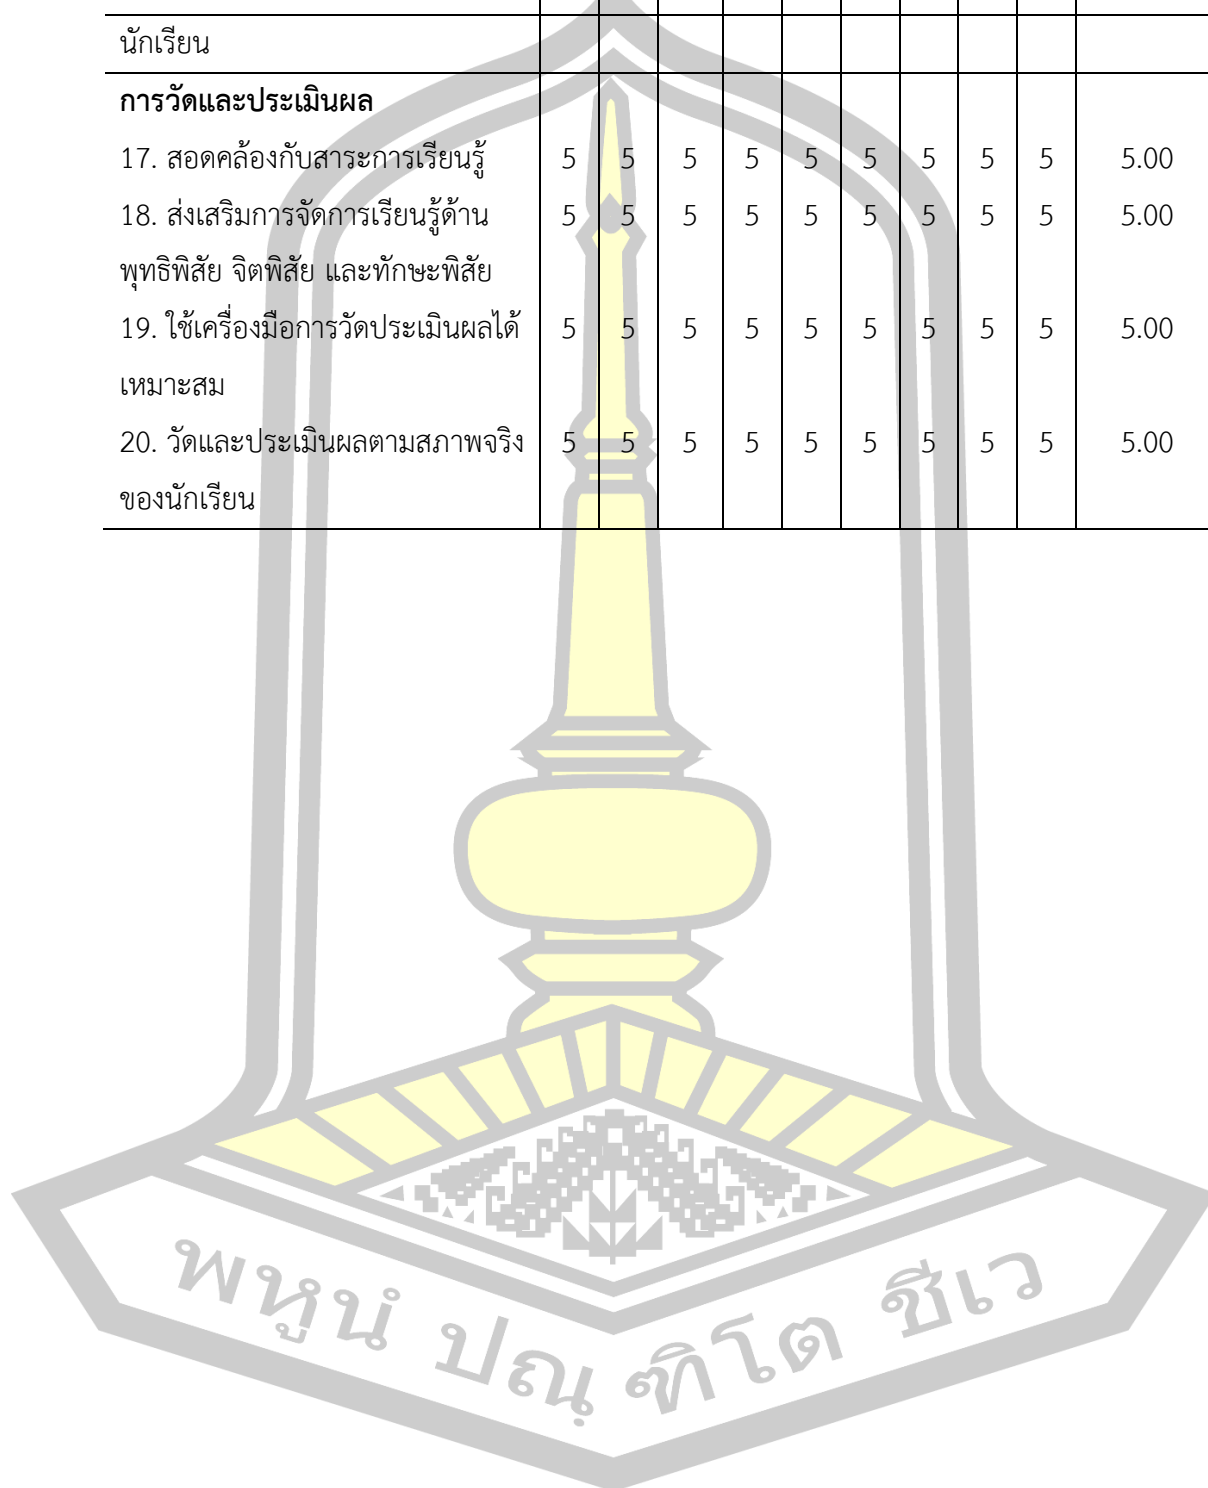 นักเรียน
การวัดและประเมินผล
17. สอดคล้องกับสาระการเรียนรู้ 5 5 5 5 5 5 5 5 5 5.00
18. ส่งเสริมการจัดการเรียนรู้ด้าน 5 5 5 5 5 5 5 5 5 5.00
พุทธิพิสัย จิตพิสัย และทักษะพิสัย
19. ใช้เครื่องมือการวัดประเมินผลได้ 5 5 5 5 5 5 5 5 5 5.00
เหมาะสม
20. วัดและประเมินผลตามสภาพจริง 5 5 5 5 5 5 5 5 5 5.00
ของนักเรียน
พหูนํ ปณฺฑิโต ชีเว